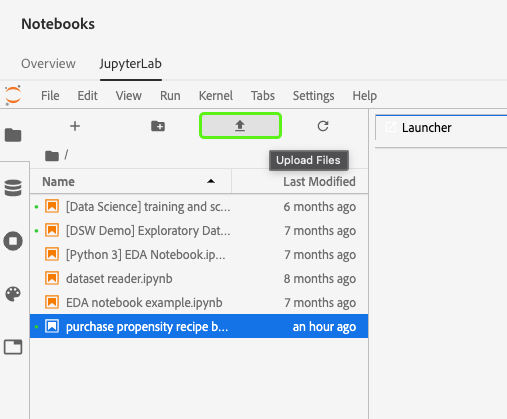 Notebooks
Overview JupyterLab
File Edit View Run Kernel Tabs Settings Help
Launcher
/
Upload Files
Name Last Modified
[Data Science] training and sc... 6 months ago
[DSW Demo] Exploratory Dat... 7 months ago
[Python 3] EDA Notebook.ip... 7 months ago
dataset reader.ipynb 8 months ago
EDA notebook example.ipynb 7 months ago
purchase propensity recipe b... an hour ago